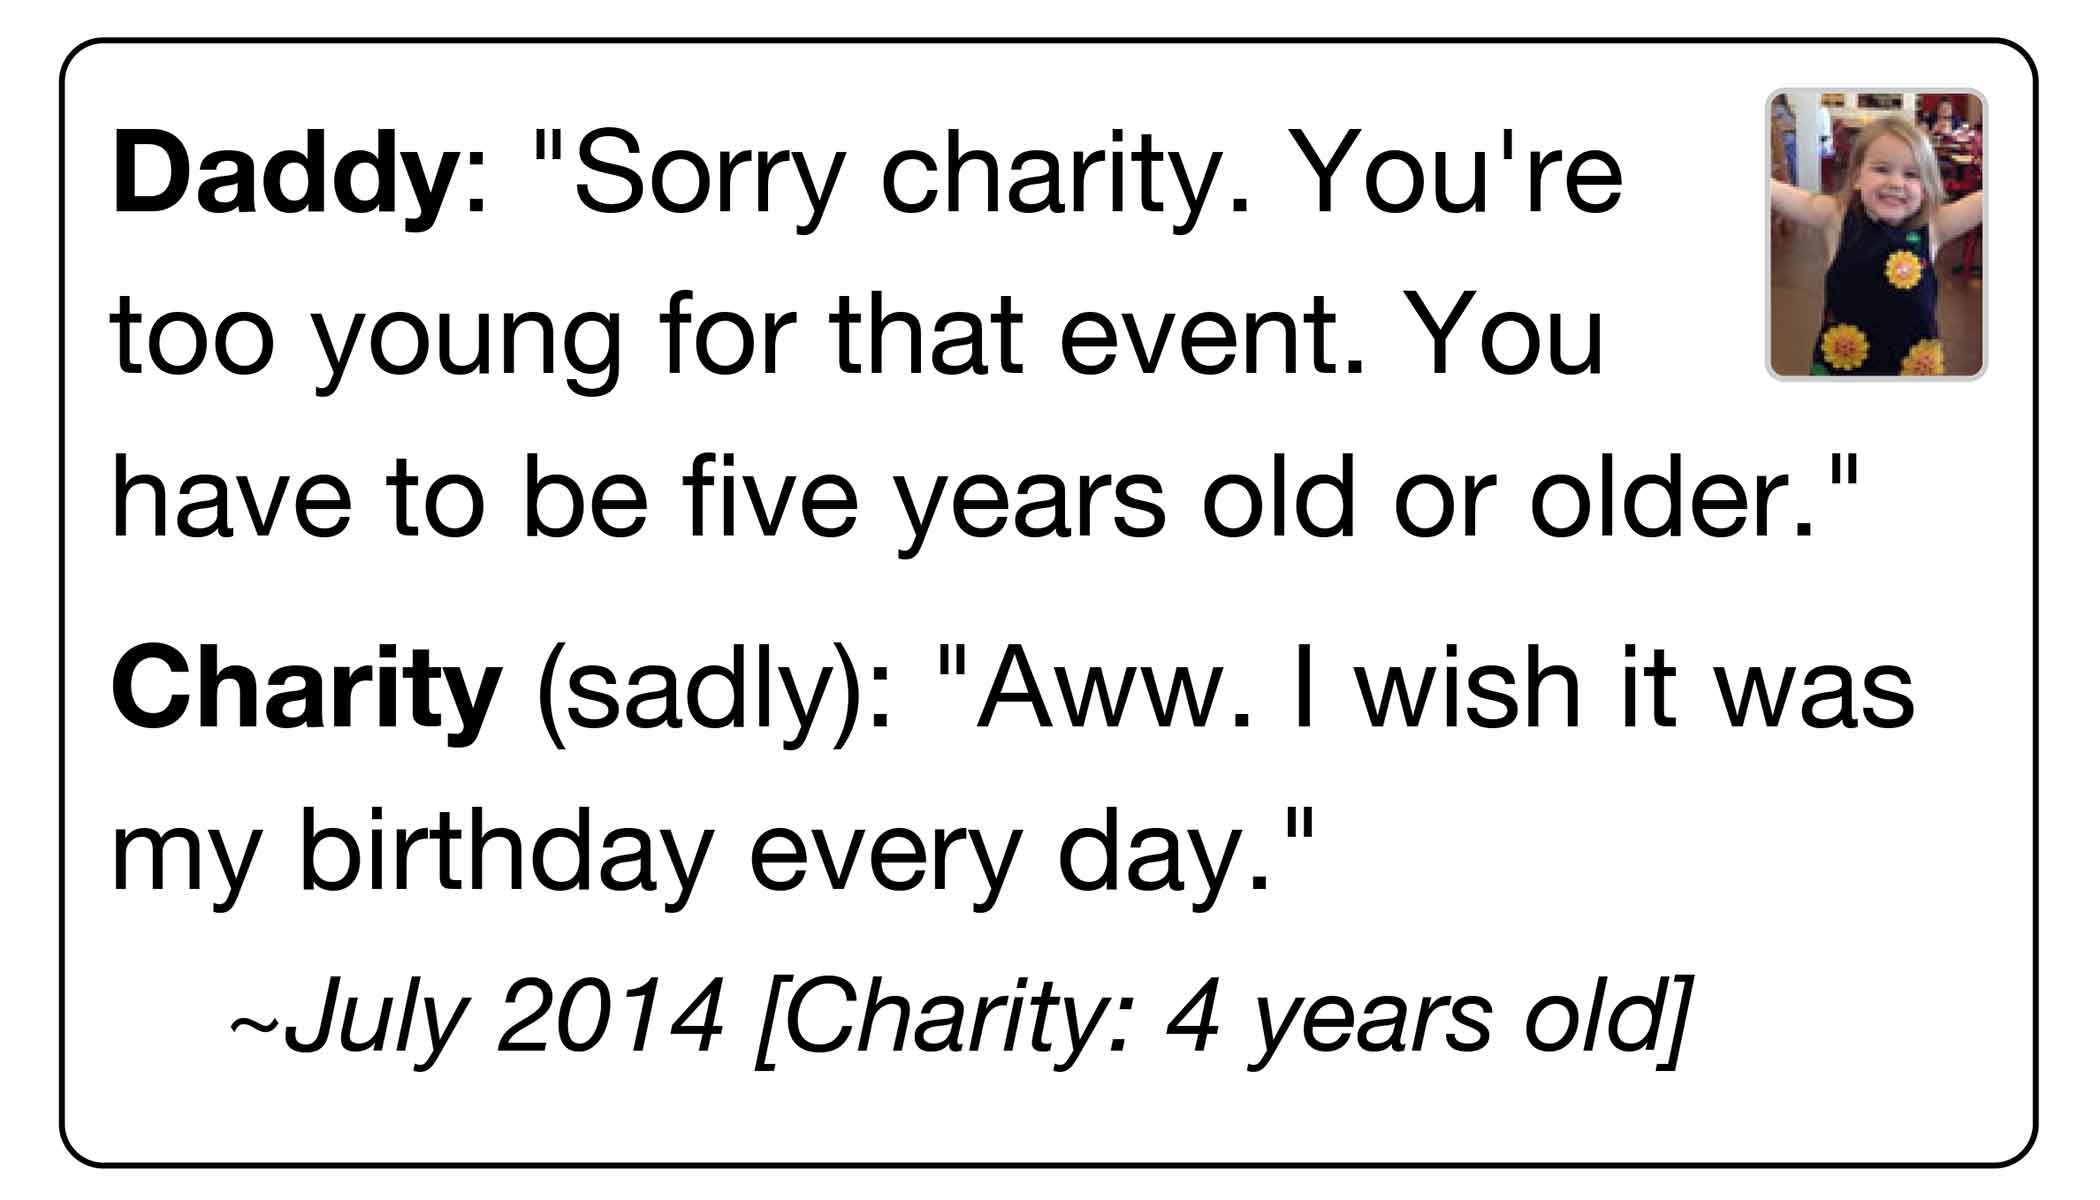 Daddy: "Sorry charity. You're
too young for that event. You
have to be five years old or older."
Charity (sadly): "Aww. I wish it was
my birthday every day."
~July 2014 [Charity: 4 years old]